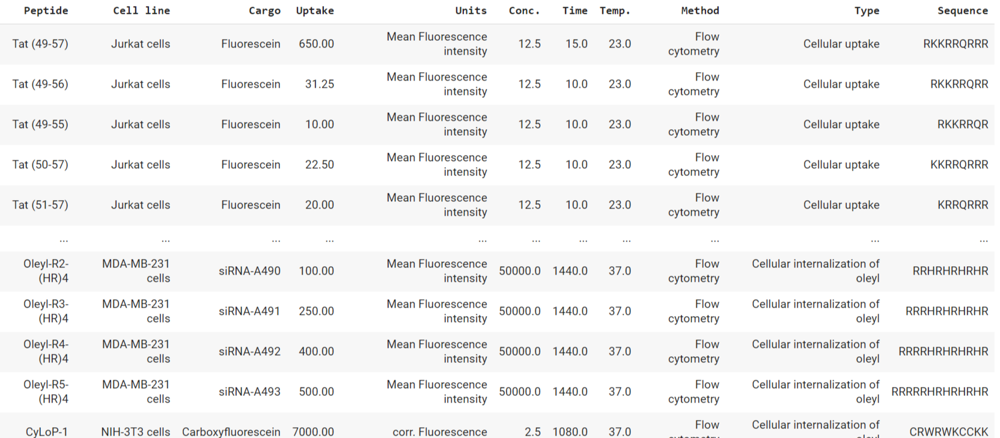 Peptide Cell line Cargo Uptake Units Conc. Time Temp. Method Type Sequence
Tat (49-57) Jurkat cells Fluorescein 650.00 Mean Fluorescence intensity 12.5 15.0 23.0 Flow cytometry Cellular uptake RKKRRQRRR
Tat (49-56) Jurkat cells Fluorescein 31.25 Mean Fluorescence intensity 12.5 10.0 23.0 Flow cytometry Cellular uptake RKKRRQRR
Tat (49-55) Jurkat cells Fluorescein 10.00 Mean Fluorescence intensity 12.5 10.0 23.0 Flow cytometry Cellular uptake RKKRRQR
Tat (50-57) Jurkat cells Fluorescein 22.50 Mean Fluorescence intensity 12.5 10.0 23.0 Flow cytometry Cellular uptake KKRRQRRR
Tat (51-57) Jurkat cells Fluorescein 20.00 Mean Fluorescence intensity 12.5 10.0 23.0 Flow cytometry Cellular uptake KRRQRRR
... ... ... ... ... ... ... ... ... ... ...
Oleyl-R2-(HR)4 MDA-MB-231 cells siRNA-A490 100.00 Mean Fluorescence intensity 50000.0 1440.0 37.0 Flow cytometry Cellular internalization of oleyl RRHRHRHRHR
Oleyl-R3-(HR)4 MDA-MB-231 cells siRNA-A491 250.00 Mean Fluorescence intensity 50000.0 1440.0 37.0 Flow cytometry Cellular internalization of oleyl RRRHRHRHRHR
Oleyl-R4-(HR)4 MDA-MB-231 cells siRNA-A492 400.00 Mean Fluorescence intensity 50000.0 1440.0 37.0 Flow cytometry Cellular internalization of oleyl RRRRHRHRHRHR
Oleyl-R5-(HR)4 MDA-MB-231 cells siRNA-A493 500.00 Mean Fluorescence intensity 50000.0 1440.0 37.0 Flow cytometry Cellular internalization of oleyl RRRRRHRHRHRHR
CyLoP-1 NIH-3T3 cells Carboxyfluorescein 7000.00 corr. Fluorescence 2.5 1080.0 37.0 Flow Cellular internalization of CRWRWKCCKK